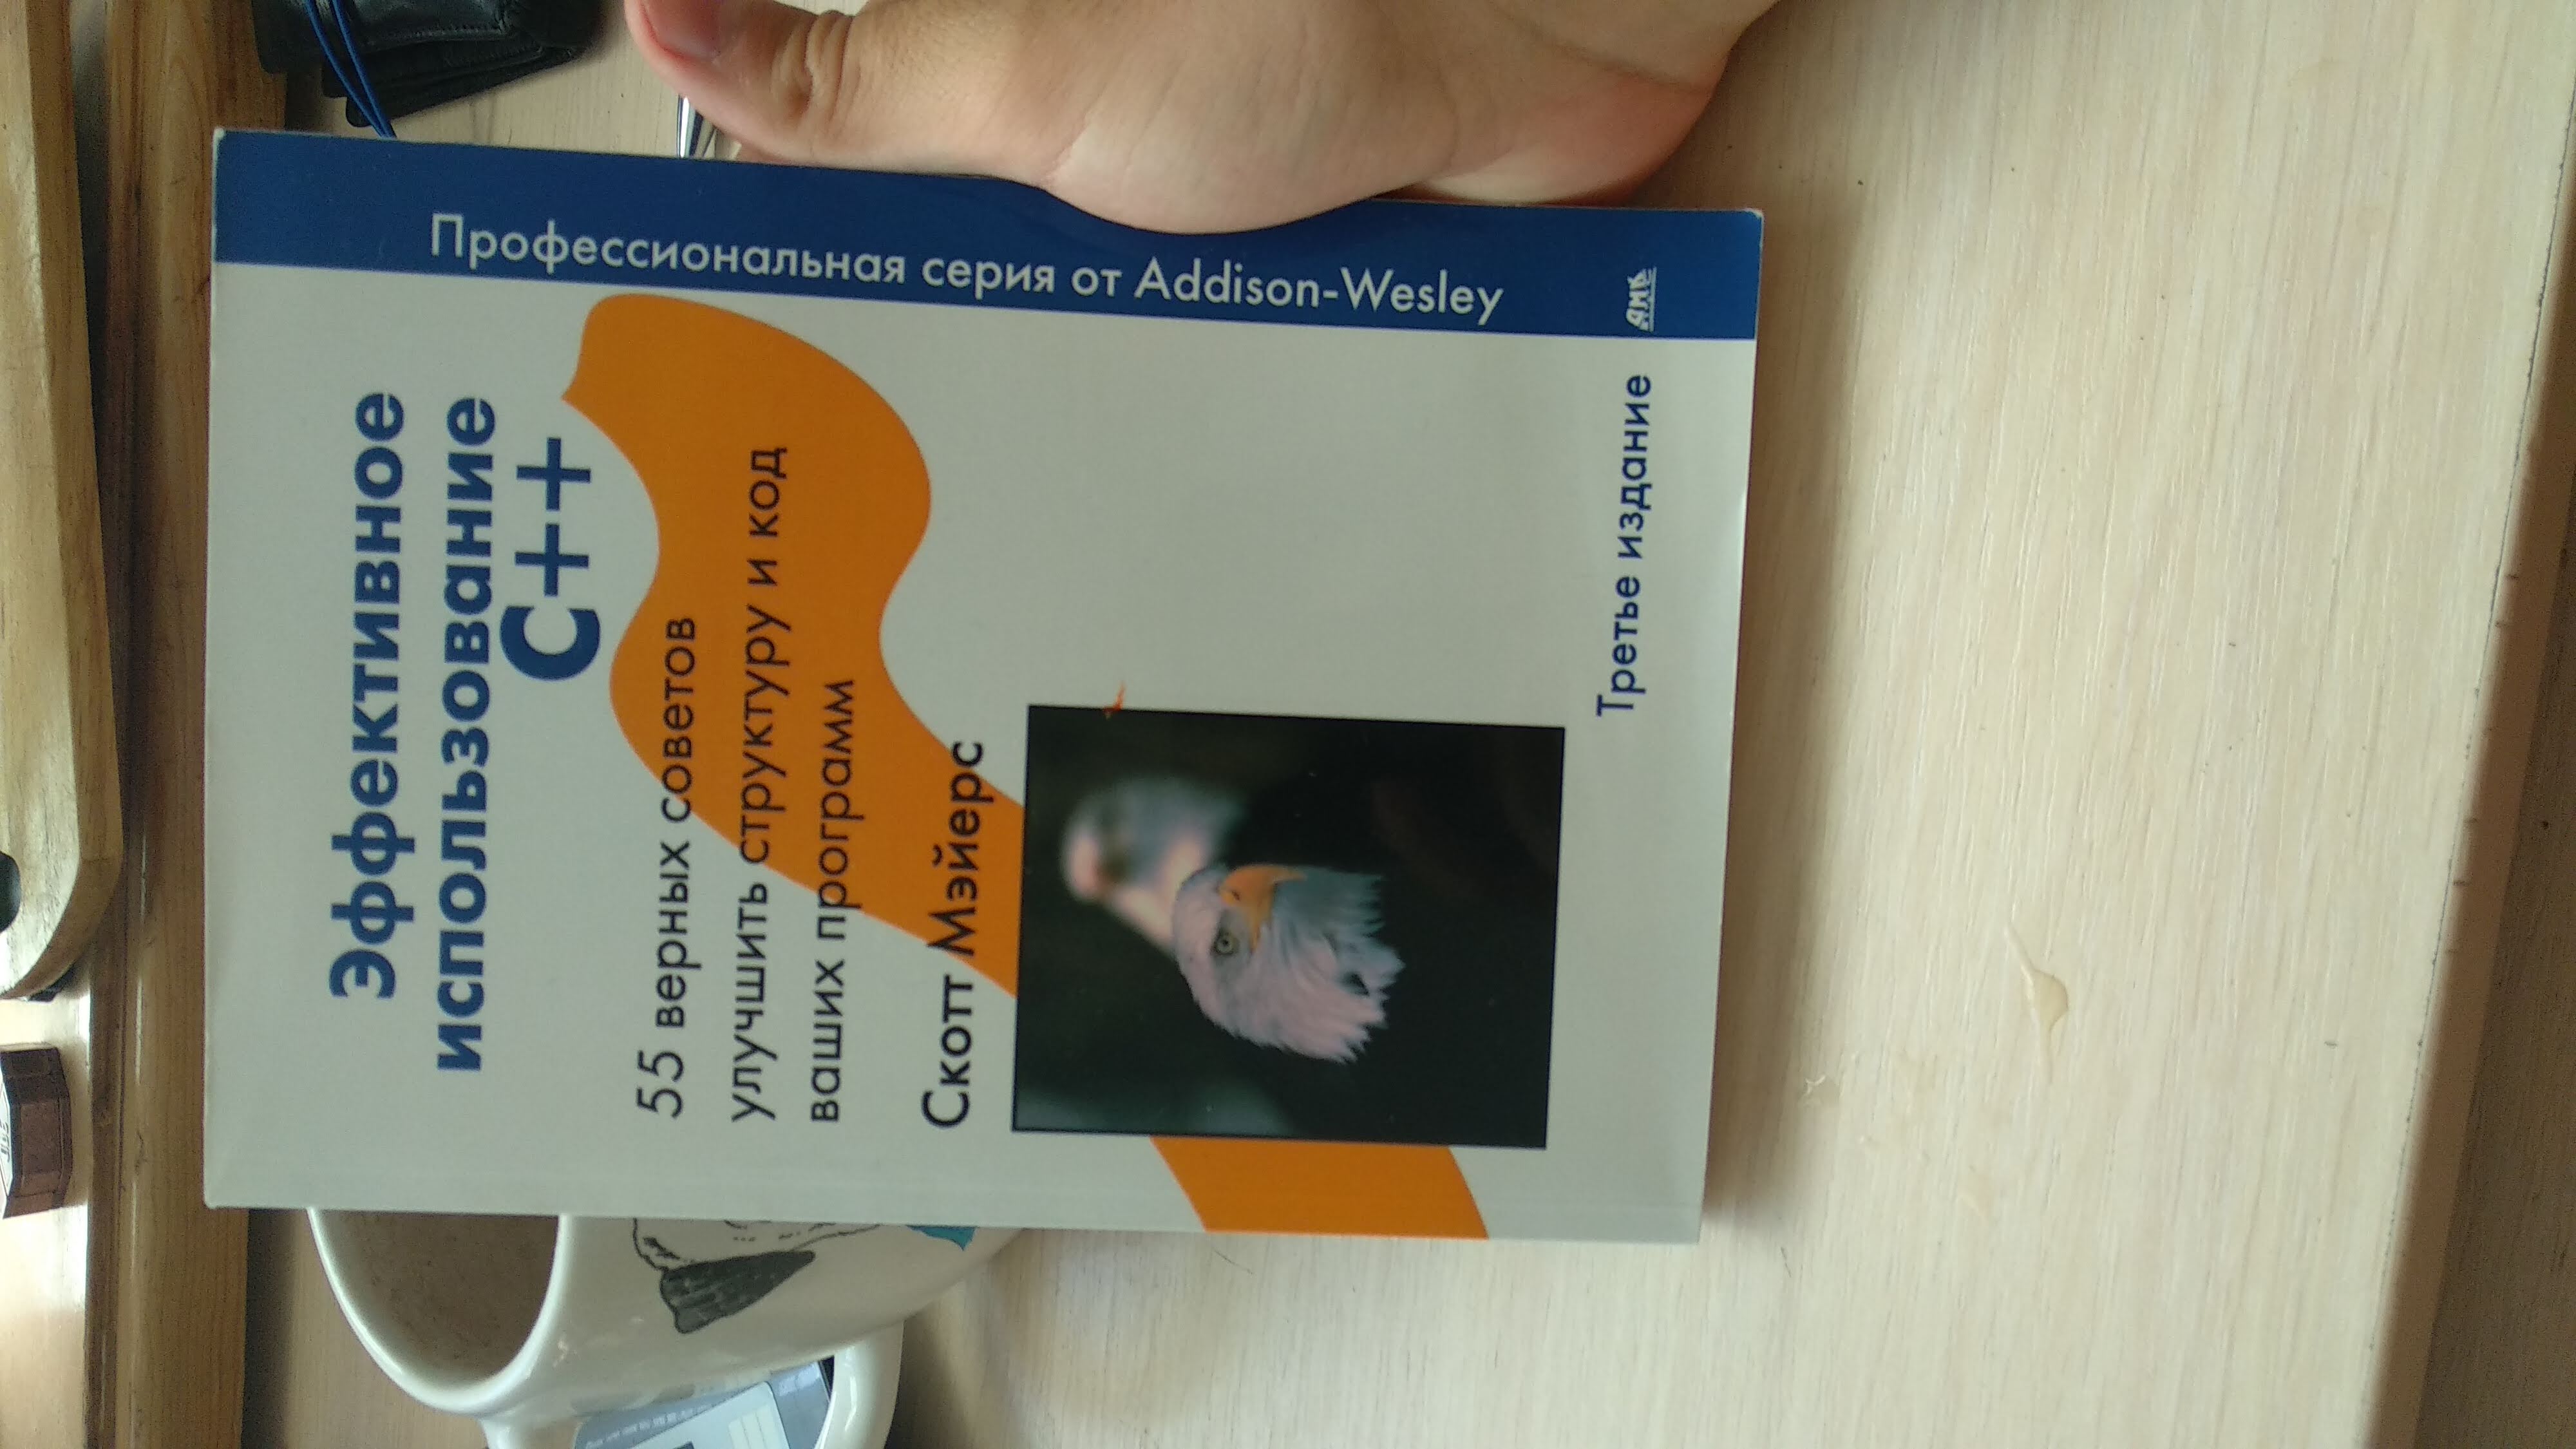 Эффективное
использование
C++
55 верных советов
улучшить структуру и код
ваших программ
Скотт Мэйерс
Третье издание
Профессиональная серия от Addison-Wesley
ДМК